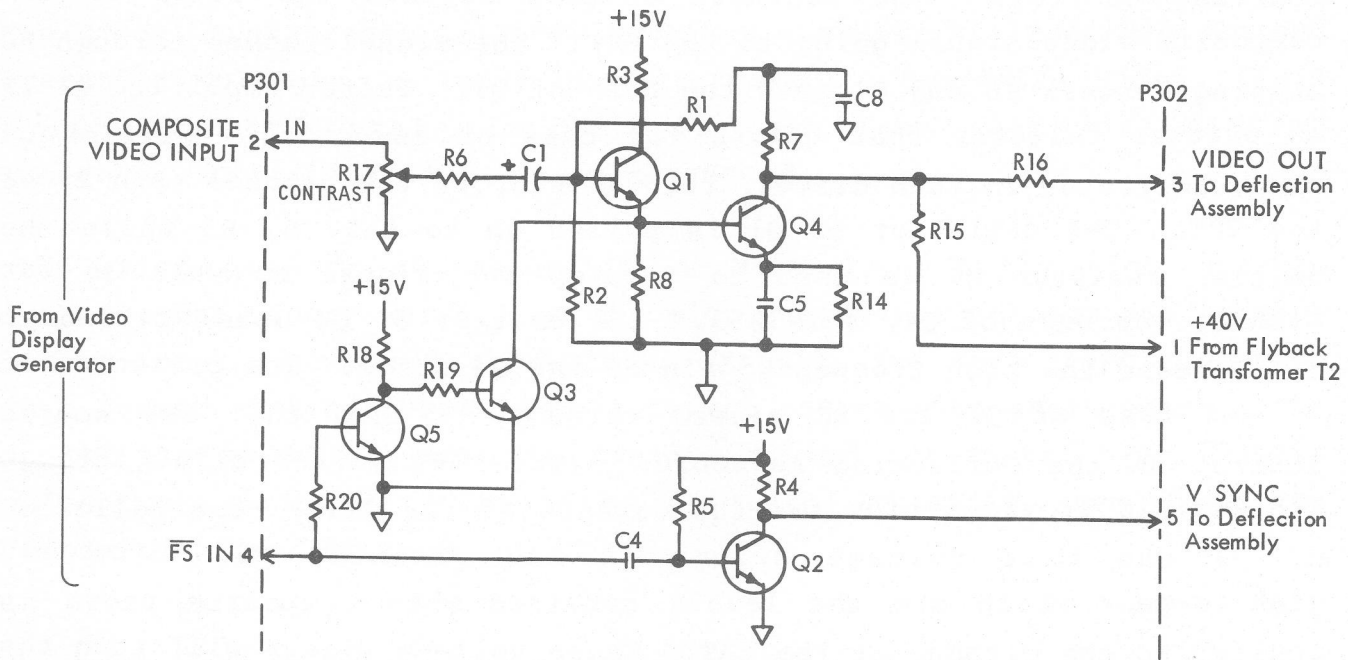 +15V
P301
R3
R1
C8
P302
COMPOSITE
VIDEO INPUT
2
IN
R17
CONTRAST
R6
+
C1
Q1
R7
R16
VIDEO OUT
3 To Deflection
Assembly
Q4
R15
R2
R8
C5
R14
+15V
From Video
Display
Generator
R18
R19
Q3
+40V
1 From Flyback
Transformer T2
Q5
+15V
R20
R5
R4
V SYNC
5 To Deflection
Assembly
FS IN 4
C4
Q2